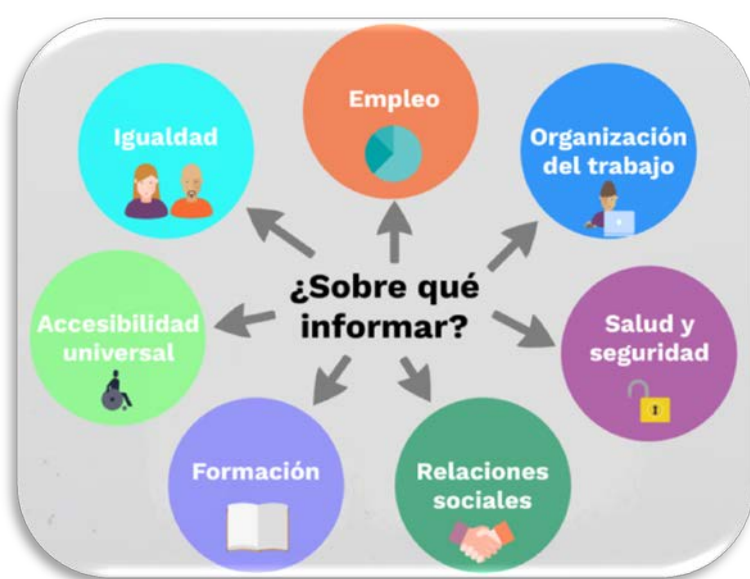 Empleo
Igualdad
Organización
del trabajo
¿Sobre qué
informar?
Accesibilidad
universal
Salud y
seguridad
Formación
Relaciones
sociales